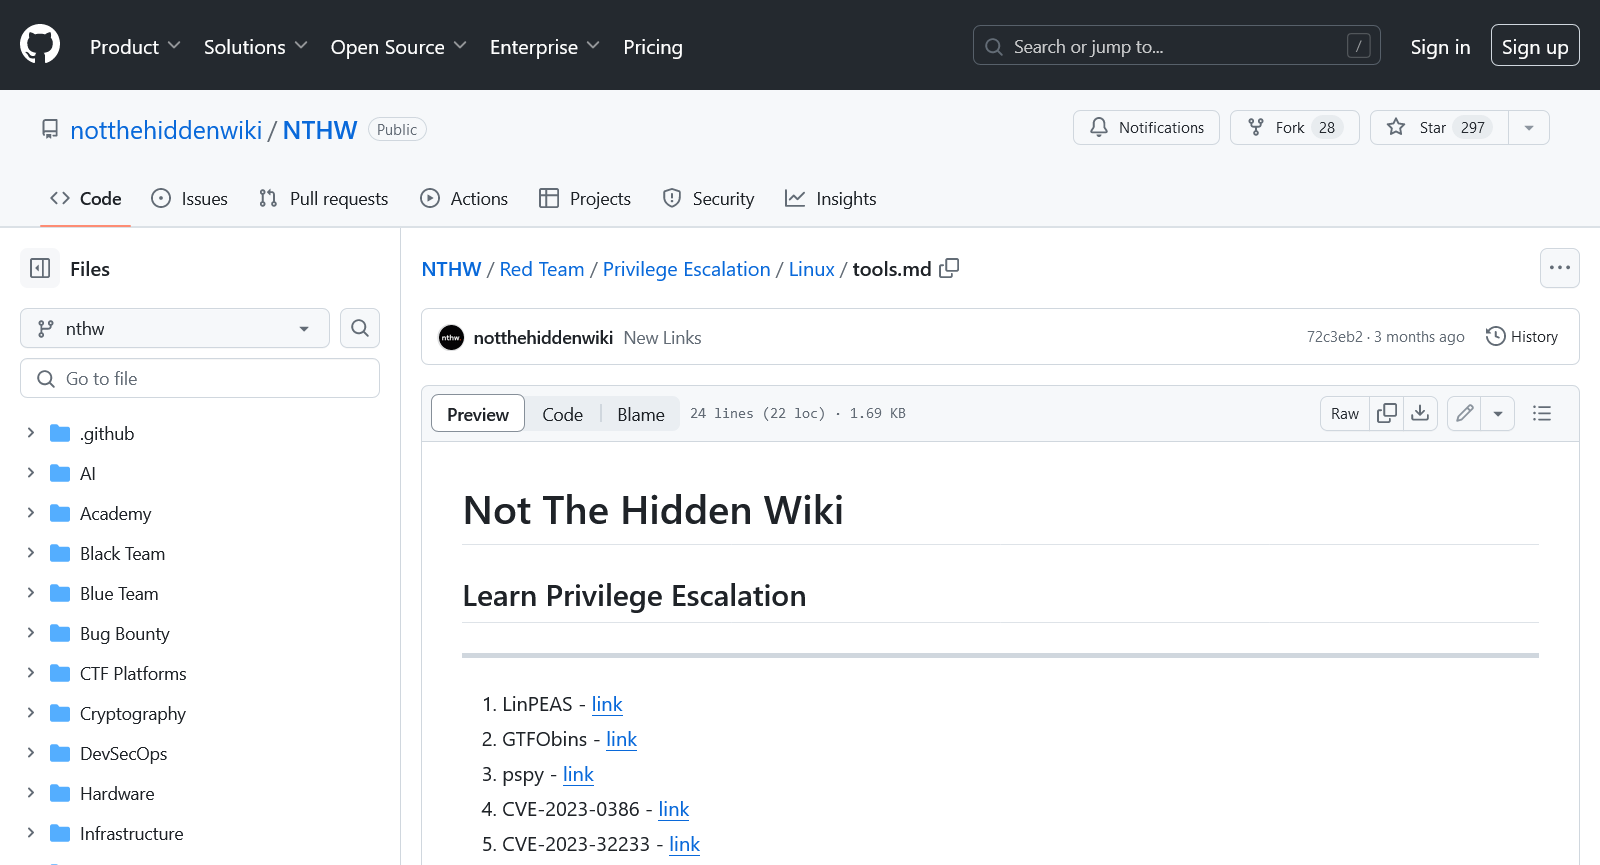 Product Solutions Open Source Enterprise Pricing Search or jump to... / Sign in Sign up
notthehiddenwiki / NTHW Public Notifications Fork 28 Star 297
Code Issues Pull requests Actions Projects Security Insights
Files
nthw
Go to file
.github
AI
Academy
Black Team
Blue Team
Bug Bounty
CTF Platforms
Cryptography
DevSecOps
Hardware
Infrastructure
NTHW / Red Team / Privilege Escalation / Linux / tools.md
nthw notthehiddenwiki New Links 72c3eb2 · 3 months ago History
Preview Code Blame 24 lines (22 loc) · 1.69 KB Raw
Not The Hidden Wiki
Learn Privilege Escalation
1. LinPEAS - link
2. GTFObins - link
3. pspy - link
4. CVE-2023-0386 - link
5. CVE-2023-32233 - link